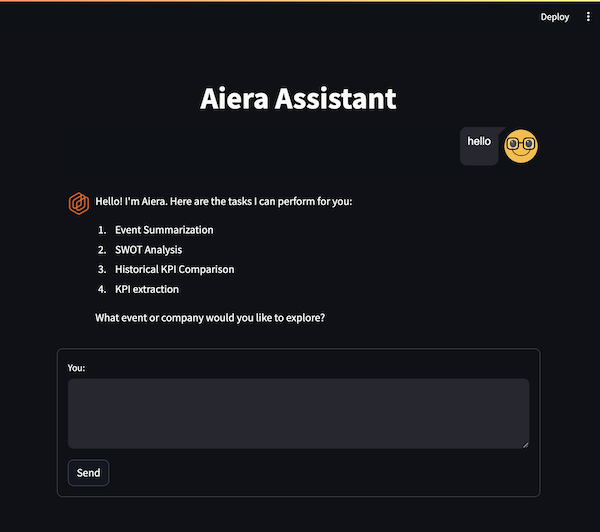 Deploy
Aiera Assistant
hello
Hello! I'm Aiera. Here are the tasks I can perform for you:
1. Event Summarization
2. SWOT Analysis
3. Historical KPI Comparison
4. KPI extraction
What event or company would you like to explore?
You:
Send